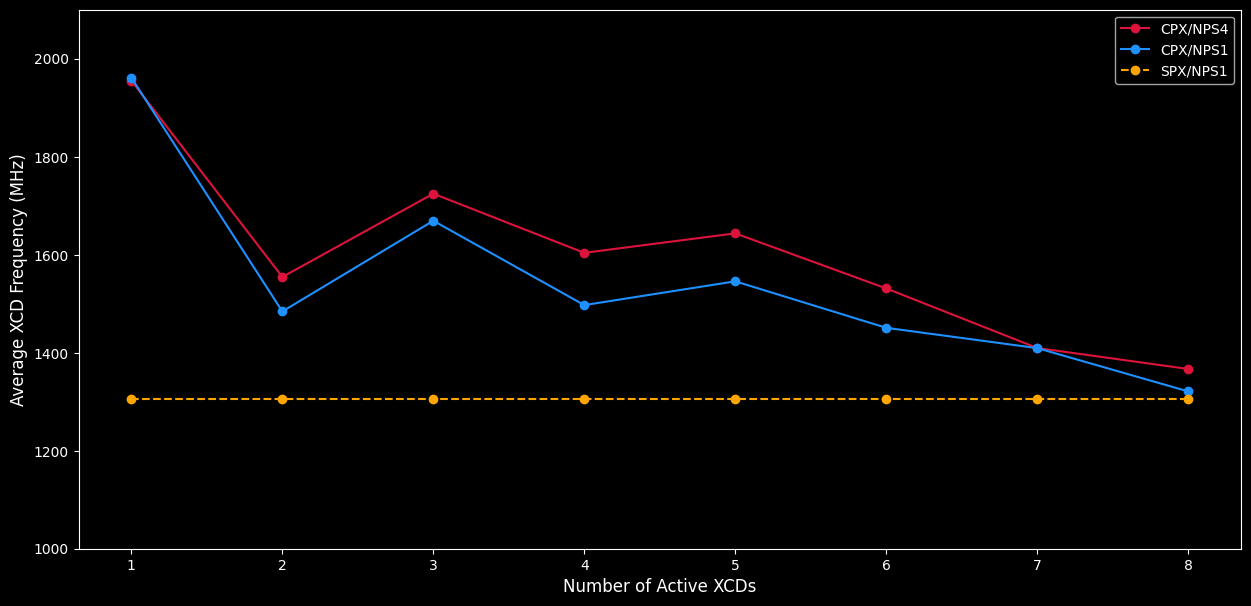 CPX/NPS4
CPX/NPS1
SPX/NPS1
Average XCD Frequency (MHz)
2000
1800
1600
1400
1200
1000
1 2 3 4 5 6 7 8
Number of Active XCDs